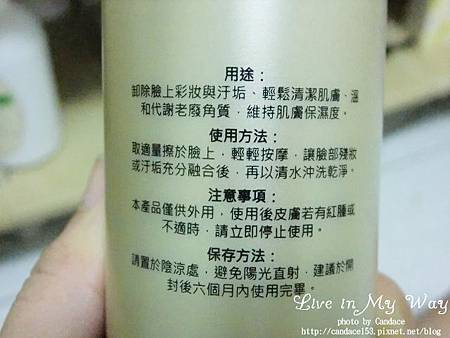 用途：
卸除臉上彩妝與汙垢、輕鬆清潔肌膚、溫
和代謝老廢角質，維持肌膚保濕度。
使用方法：
取適量擦於臉上，輕輕按摩，讓臉部殘妝
或汙垢充分融合後，再以清水沖洗乾淨。
注意事項：
本產品僅供外用，使用後皮膚若有紅腫或
不適時，請立即停止使用。
保存方法：
請置於陰涼處，避免陽光直射，建議於開
封後六個月內使用完畢。
Live in My Way
photo by Candace
http://candace153.pixnet.net/blog